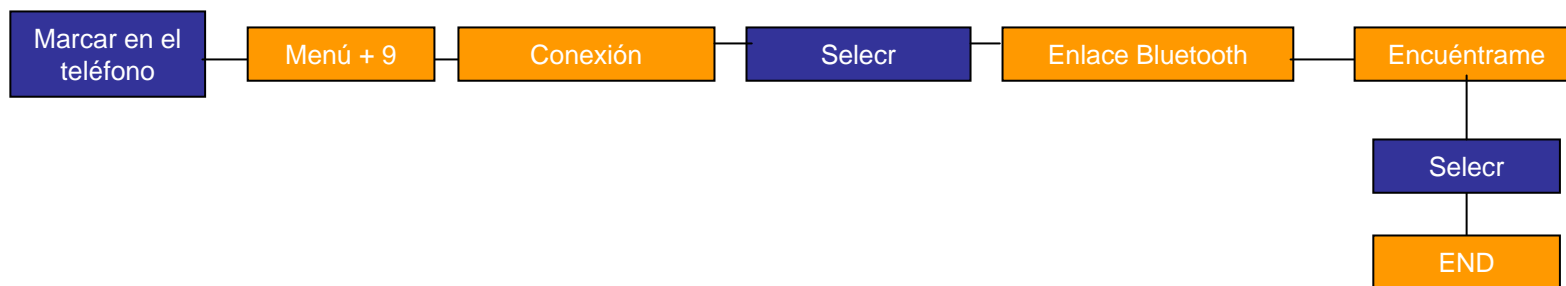 Marcar en el
teléfono
Menú + 9
Conexión
Selecr
Enlace Bluetooth
Encuéntrame
Selecr
END